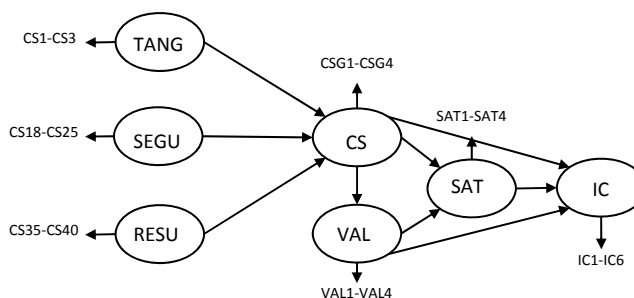 CS1-CS3
TANG
CSG1-CSG4
SAT1-SAT4
CS18-CS25
SEGU
CS
SAT
IC
CS35-CS40
RESU
VAL
IC1-IC6
VAL1-VAL4